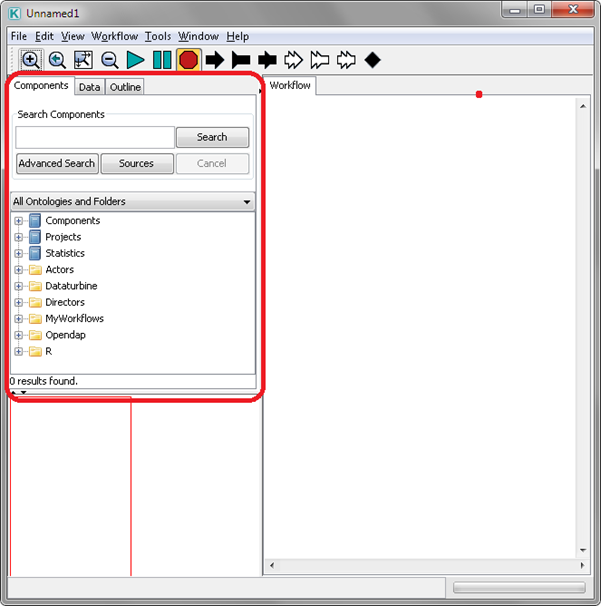 K Unnamed1
File Edit View Workflow Tools Window Help
Components Data Outline
Workflow
Search Components
Search
Advanced Search Sources Cancel
All Ontologies and Folders
Components
Projects
Statistics
Actors
Dataturbine
Directors
MyWorkflows
Opendap
R
0 results found.